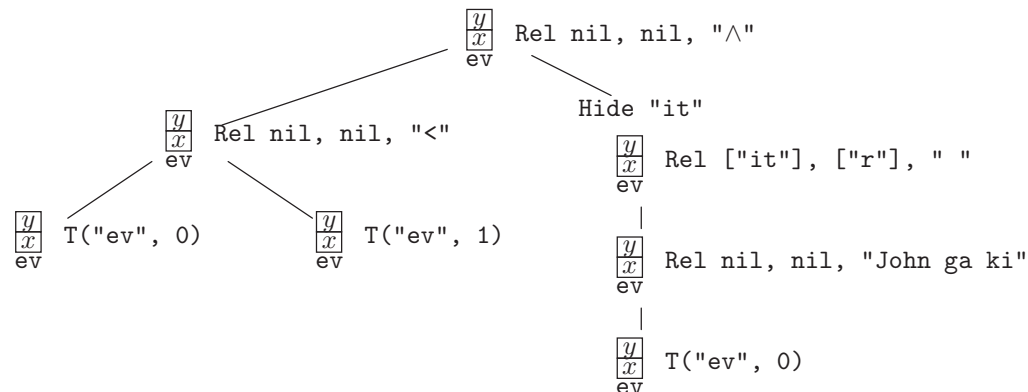 y
x
ev
Rel nil, nil, "∧"
Hide "it"
y
x
ev
Rel nil, nil, "<"
y
x
ev
Rel ["it"], ["r"], " "
y
x
ev
T("ev", 0)
y
x
ev
T("ev", 1)
y
x
ev
Rel nil, nil, "John ga ki"
y
x
ev
T("ev", 0)